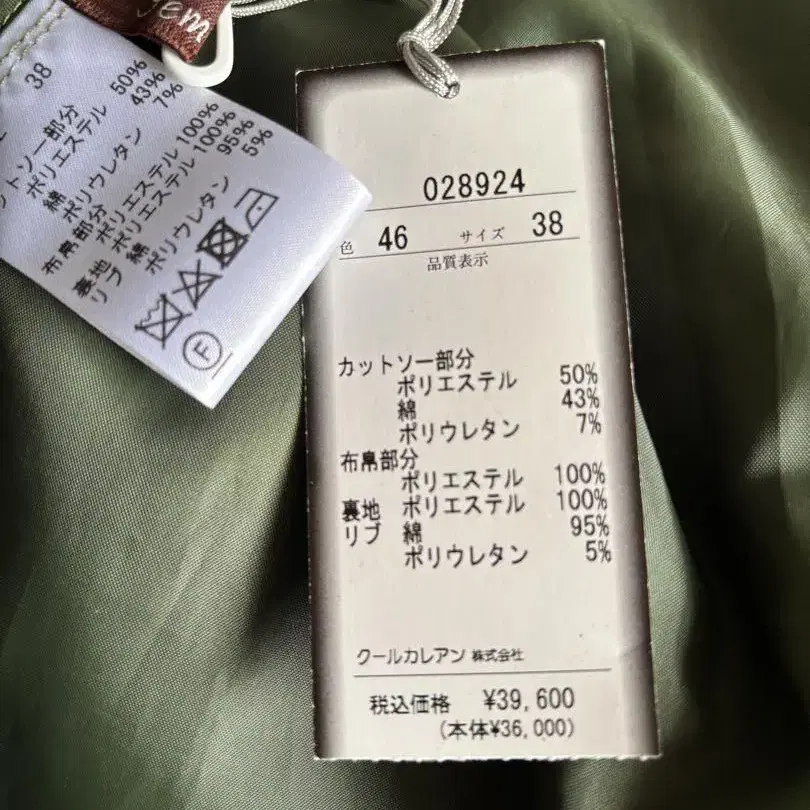 38
50%
43%
7%
ットソー部分
ポリエステル
綿
ポリウレタン
布帛部分
ポリエステル 100%
裏地 ポリエステル 100%
リブ 綿 95%
ポリウレタン 5%
F
028924
色 46 サイズ 38
品質表示
カットソー部分
ポリエステル 50%
綿 43%
ポリウレタン 7%
布帛部分
ポリエステル 100%
裏地 ポリエステル 100%
リブ 綿 95%
ポリウレタン 5%
クールカレアン 株式会社
税込価格 ¥39,600
(本体¥36,000)